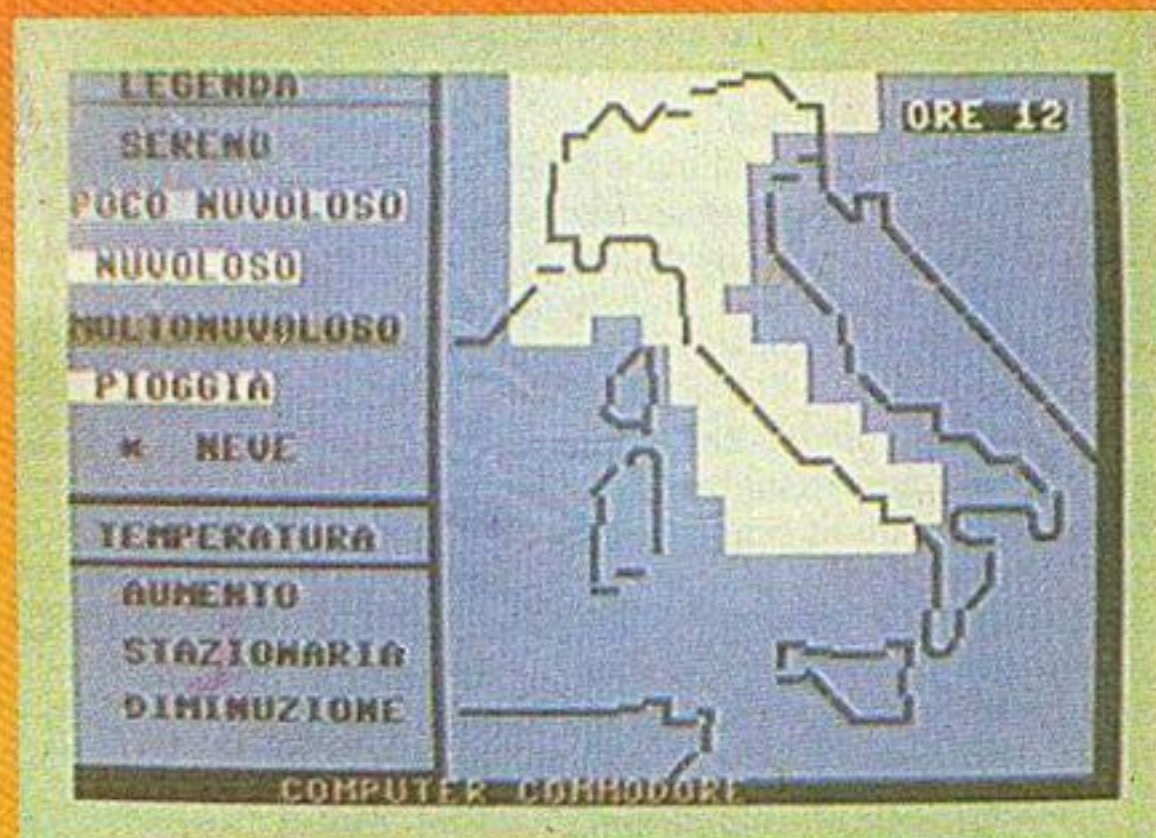 LEGENDA
SERENO
POCO NUVOLOSO
NUVOLOSO
MOLTONUVOLOSO
PIOGGIA
* NEVE
TEMPERATURA
AUMENTO
STAZIONARIA
DIMINUZIONE
ORE 12
COMPUTER COMMODORE